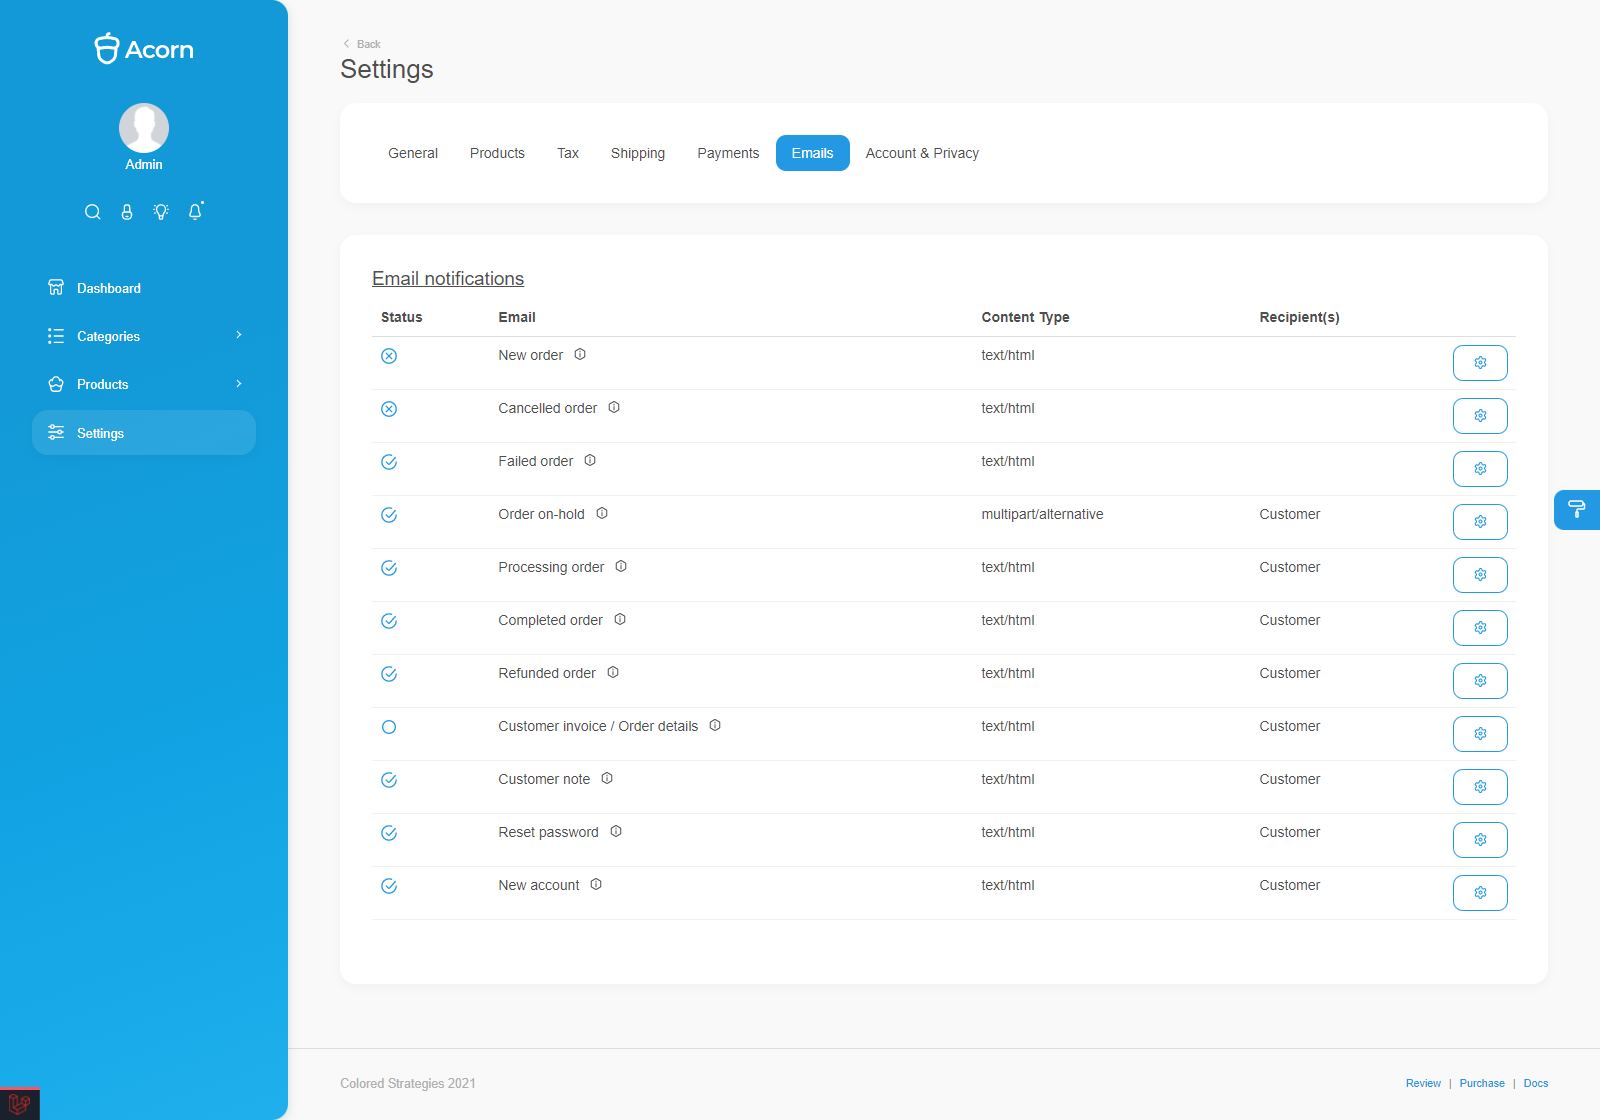 Acorn
Admin
Dashboard
Categories
Products
Settings
Back
Settings
General Products Tax Shipping Payments Emails Account & Privacy
Email notifications
Status Email Content Type Recipient(s)
New order text/html
Cancelled order text/html
Failed order text/html
Order on-hold multipart/alternative Customer
Processing order text/html Customer
Completed order text/html Customer
Refunded order text/html Customer
Customer invoice / Order details text/html Customer
Customer note text/html Customer
Reset password text/html Customer
New account text/html Customer
Colored Strategies 2021
Review | Purchase | Docs